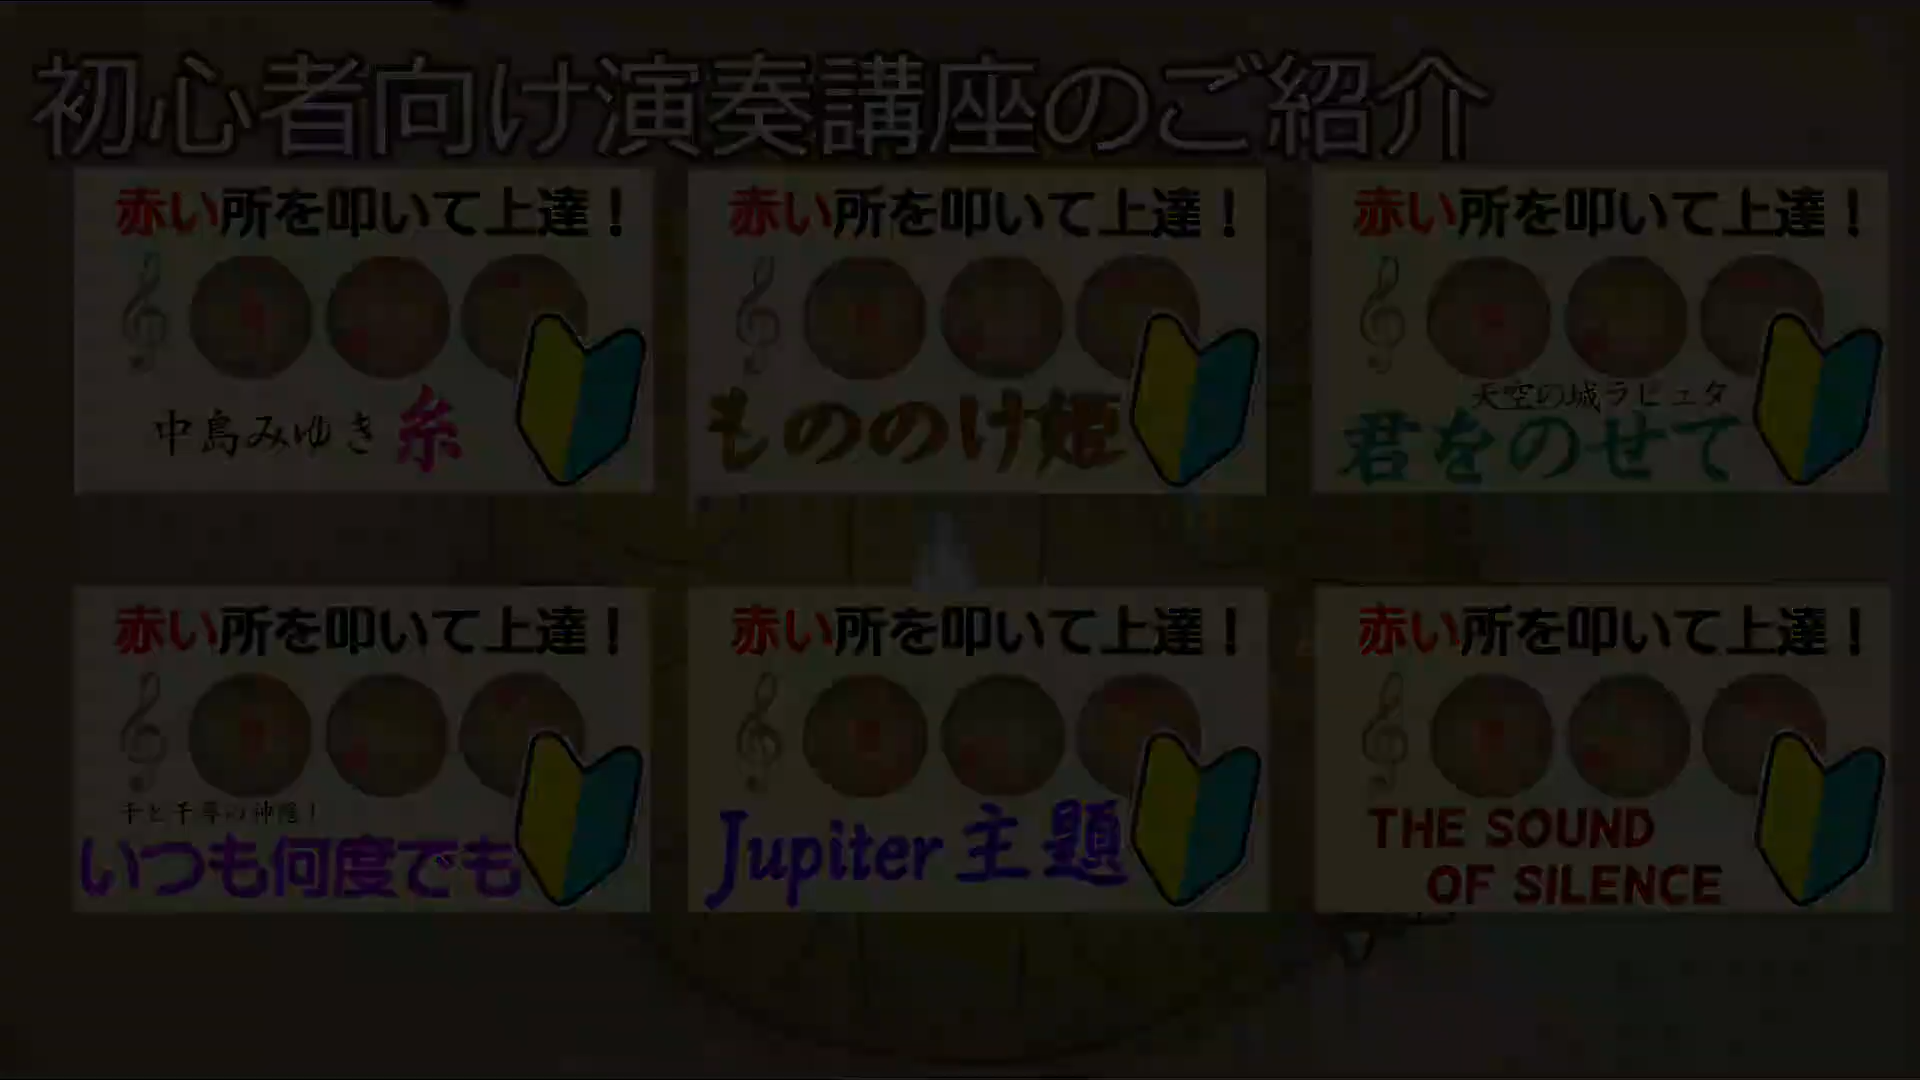 初心者向け演奏講座のご紹介
赤い所を叩いて上達！
中島みゆき 糸
赤い所を叩いて上達！
もののけ姫
赤い所を叩いて上達！
天空の城ラピュタ
君をのせて
赤い所を叩いて上達！
千と千尋の神隠し
いつも何度でも
赤い所を叩いて上達！
Jupiter 主題
赤い所を叩いて上達！
THE SOUND
OF SILENCE